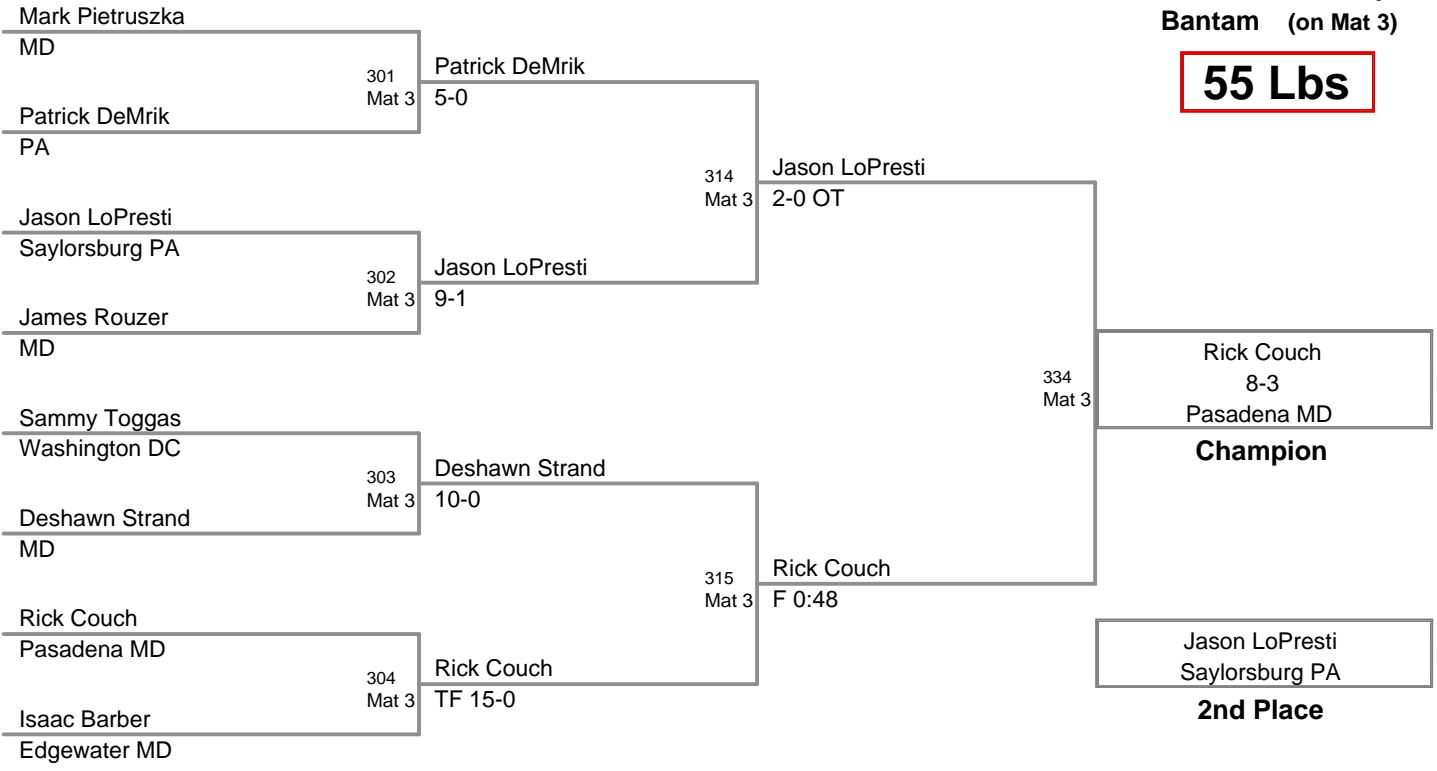 Bantam (on Mat 3)
55 Lbs
Mark Pietruszka
MD
301
Mat 3
Patrick DeMrik
5-0
Patrick DeMrik
PA
314
Mat 3
Jason LoPresti
2-0 OT
Jason LoPresti
Saylorsburg PA
302
Mat 3
Jason LoPresti
9-1
James Rouzer
MD
334
Mat 3
Rick Couch
8-3
Pasadena MD
Champion
Sammy Toggas
Washington DC
303
Mat 3
Deshawn Strand
10-0
Deshawn Strand
MD
315
Mat 3
Rick Couch
F 0:48
Rick Couch
Pasadena MD
304
Mat 3
Rick Couch
TF 15-0
Isaac Barber
Edgewater MD
Jason LoPresti
Saylorsburg PA
2nd Place